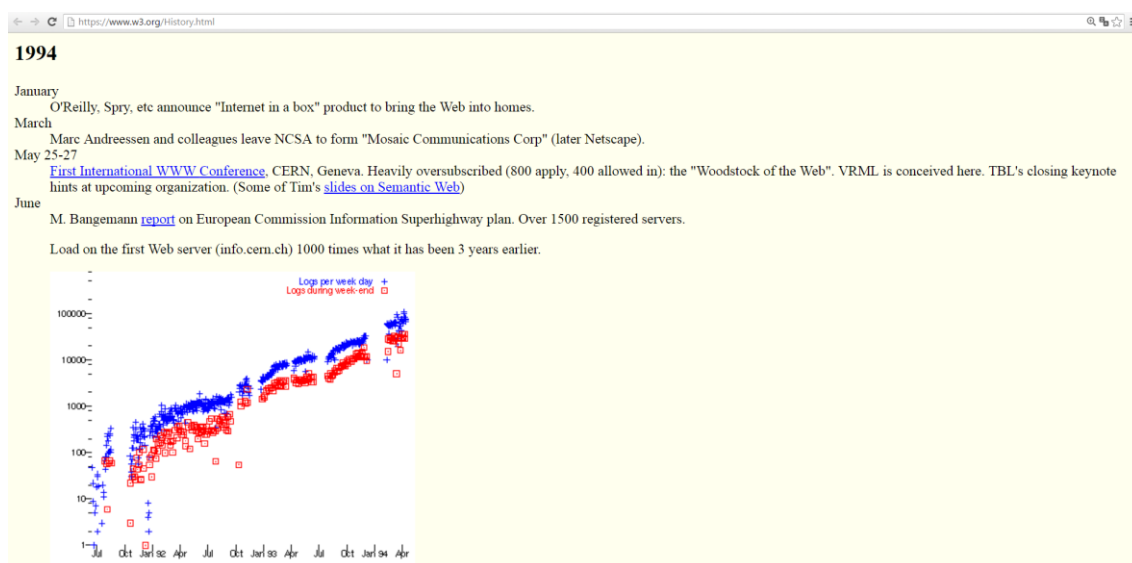 https://www.w3.org/History.html
1994
January
O'Reilly, Spry, etc announce "Internet in a box" product to bring the Web into homes.
March
Marc Andreessen and colleagues leave NCSA to form "Mosaic Communications Corp" (later Netscape).
May 25-27
First International WWW Conference, CERN, Geneva. Heavily oversubscribed (800 apply, 400 allowed in): the "Woodstock of the Web". VRML is conceived here. TBL's closing keynote
hints at upcoming organization. (Some of Tim's slides on Semantic Web)
June
M. Bangemann report on European Commission Information Superhighway plan. Over 1500 registered servers.
Load on the first Web server (info.cern.ch) 1000 times what it has been 3 years earlier.
Logs per week day
Logs during week-end
100000
10000
1000
100
10
1
Jul Oct Jan 92 Apr Jul Oct Jan 93 Apr Jul Oct Jan 94 Apr